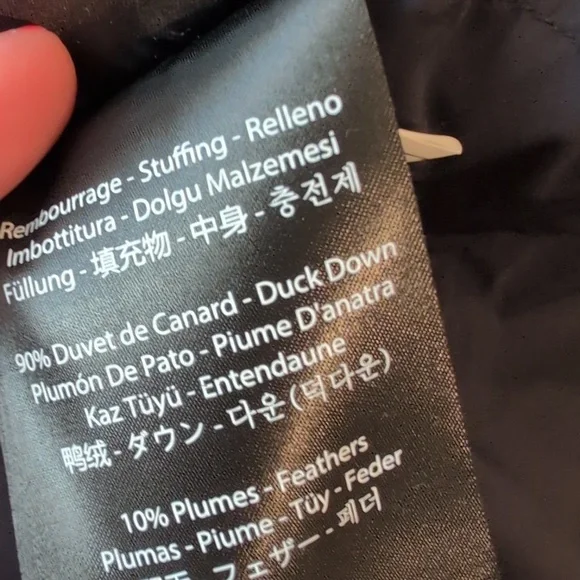 Rembourrage - Stuffing - Relleno
Imbottitura - Dolgu Malzemesi
Füllung - 填充物 - 中身 - 충전제
90% Duvet de Canard - Duck Down
Plumón De Pato - Piume D'anatra
Kaz Tüyü - Entendaune
鸭绒 - ダウン - 다운 (덕다운)
10% Plumes - Feathers
Plumas - Piume - Tüy - Feder
フェザー - 페더